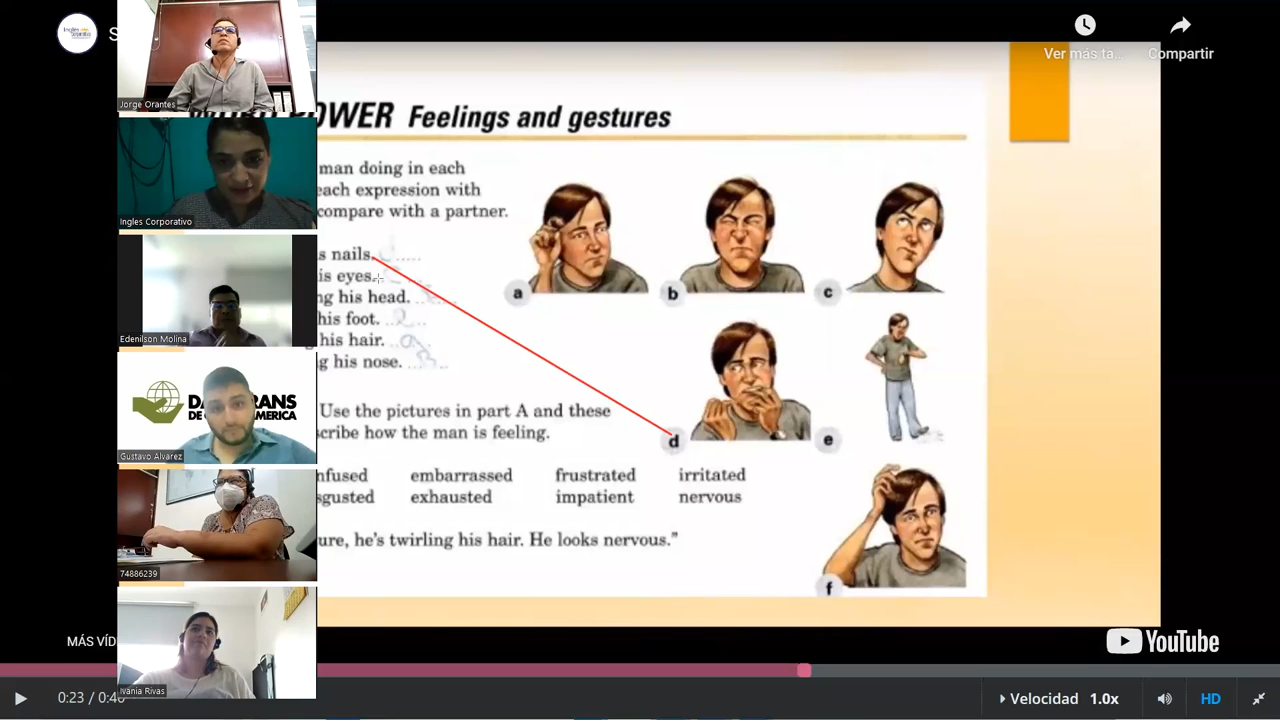 S
Ver más ta...
Compartir
Jorge Orantes
WORD POWER Feelings and gestures
man doing in each
each expression with
compare with a partner.
Ingles Corporativo
s nails.
is eyes.
ng his head.
his foot.
his hair.
g his nose.
a
b
c
d
e
f
Edenilson Molina
Use the pictures in part A and these
scribe how the man is feeling.
Gustavo Alvarez
nfused embarrassed frustrated irritated
sgusted exhausted impatient nervous
ure, he's twirling his hair. He looks nervous."
74886239
MÁS VÍD
YouTube
Ivania Rivas
0:23 / 0:46
Velocidad 1.0x
HD